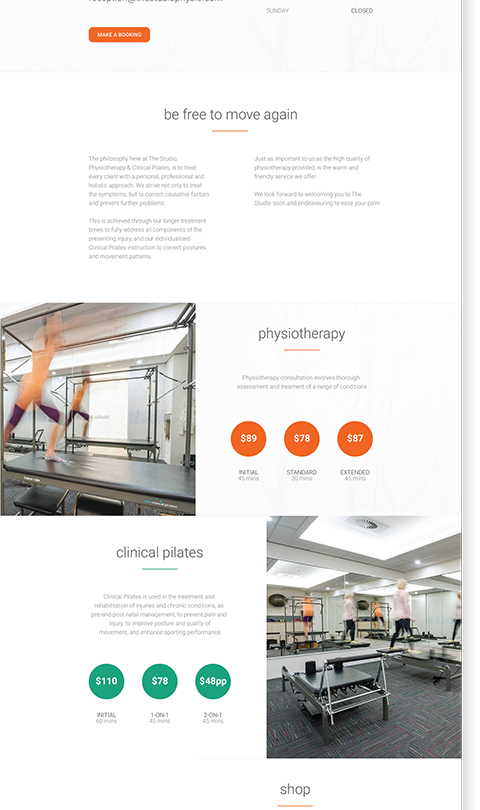 SUNDAY CLOSED
MAKE A BOOKING
be free to move again
The philosophy here at The Studio,
Physiotherapy & Clinical Pilates, is to treat
every client with a personal, professional and
holistic approach. We strive not only to treat
the symptoms, but to correct causative factors
and prevent further problems.
This is achieved through our longer treatment
times to fully address all components of the
presenting injury, and our individualised
Clinical Pilates instruction to correct postures
and movement patterns.
Just as important to us as the high quality of
physiotherapy provided, is the warm and
friendly service we offer.
We look forward to welcoming you to The
Studio soon and endeavouring to ease your pain!
physiotherapy
Physiotherapy consultation involves thorough
assessment and treament of a range of conditions
$89 $78 $87
INITIAL STANDARD EXTENDED
45 mins 30 mins 45 mins
clinical pilates
Clinical Pilates is used in the treatment and
rehabilitation of injuries and chronic conditions, as
pre and post natal management, to prevent pain and
injury, to improve posture and quality of
movement, and enhance sporting performance.
$110 $78 $48pp
INITIAL 1-ON-1 2-ON-1
60 mins 45 mins 45 mins
shop